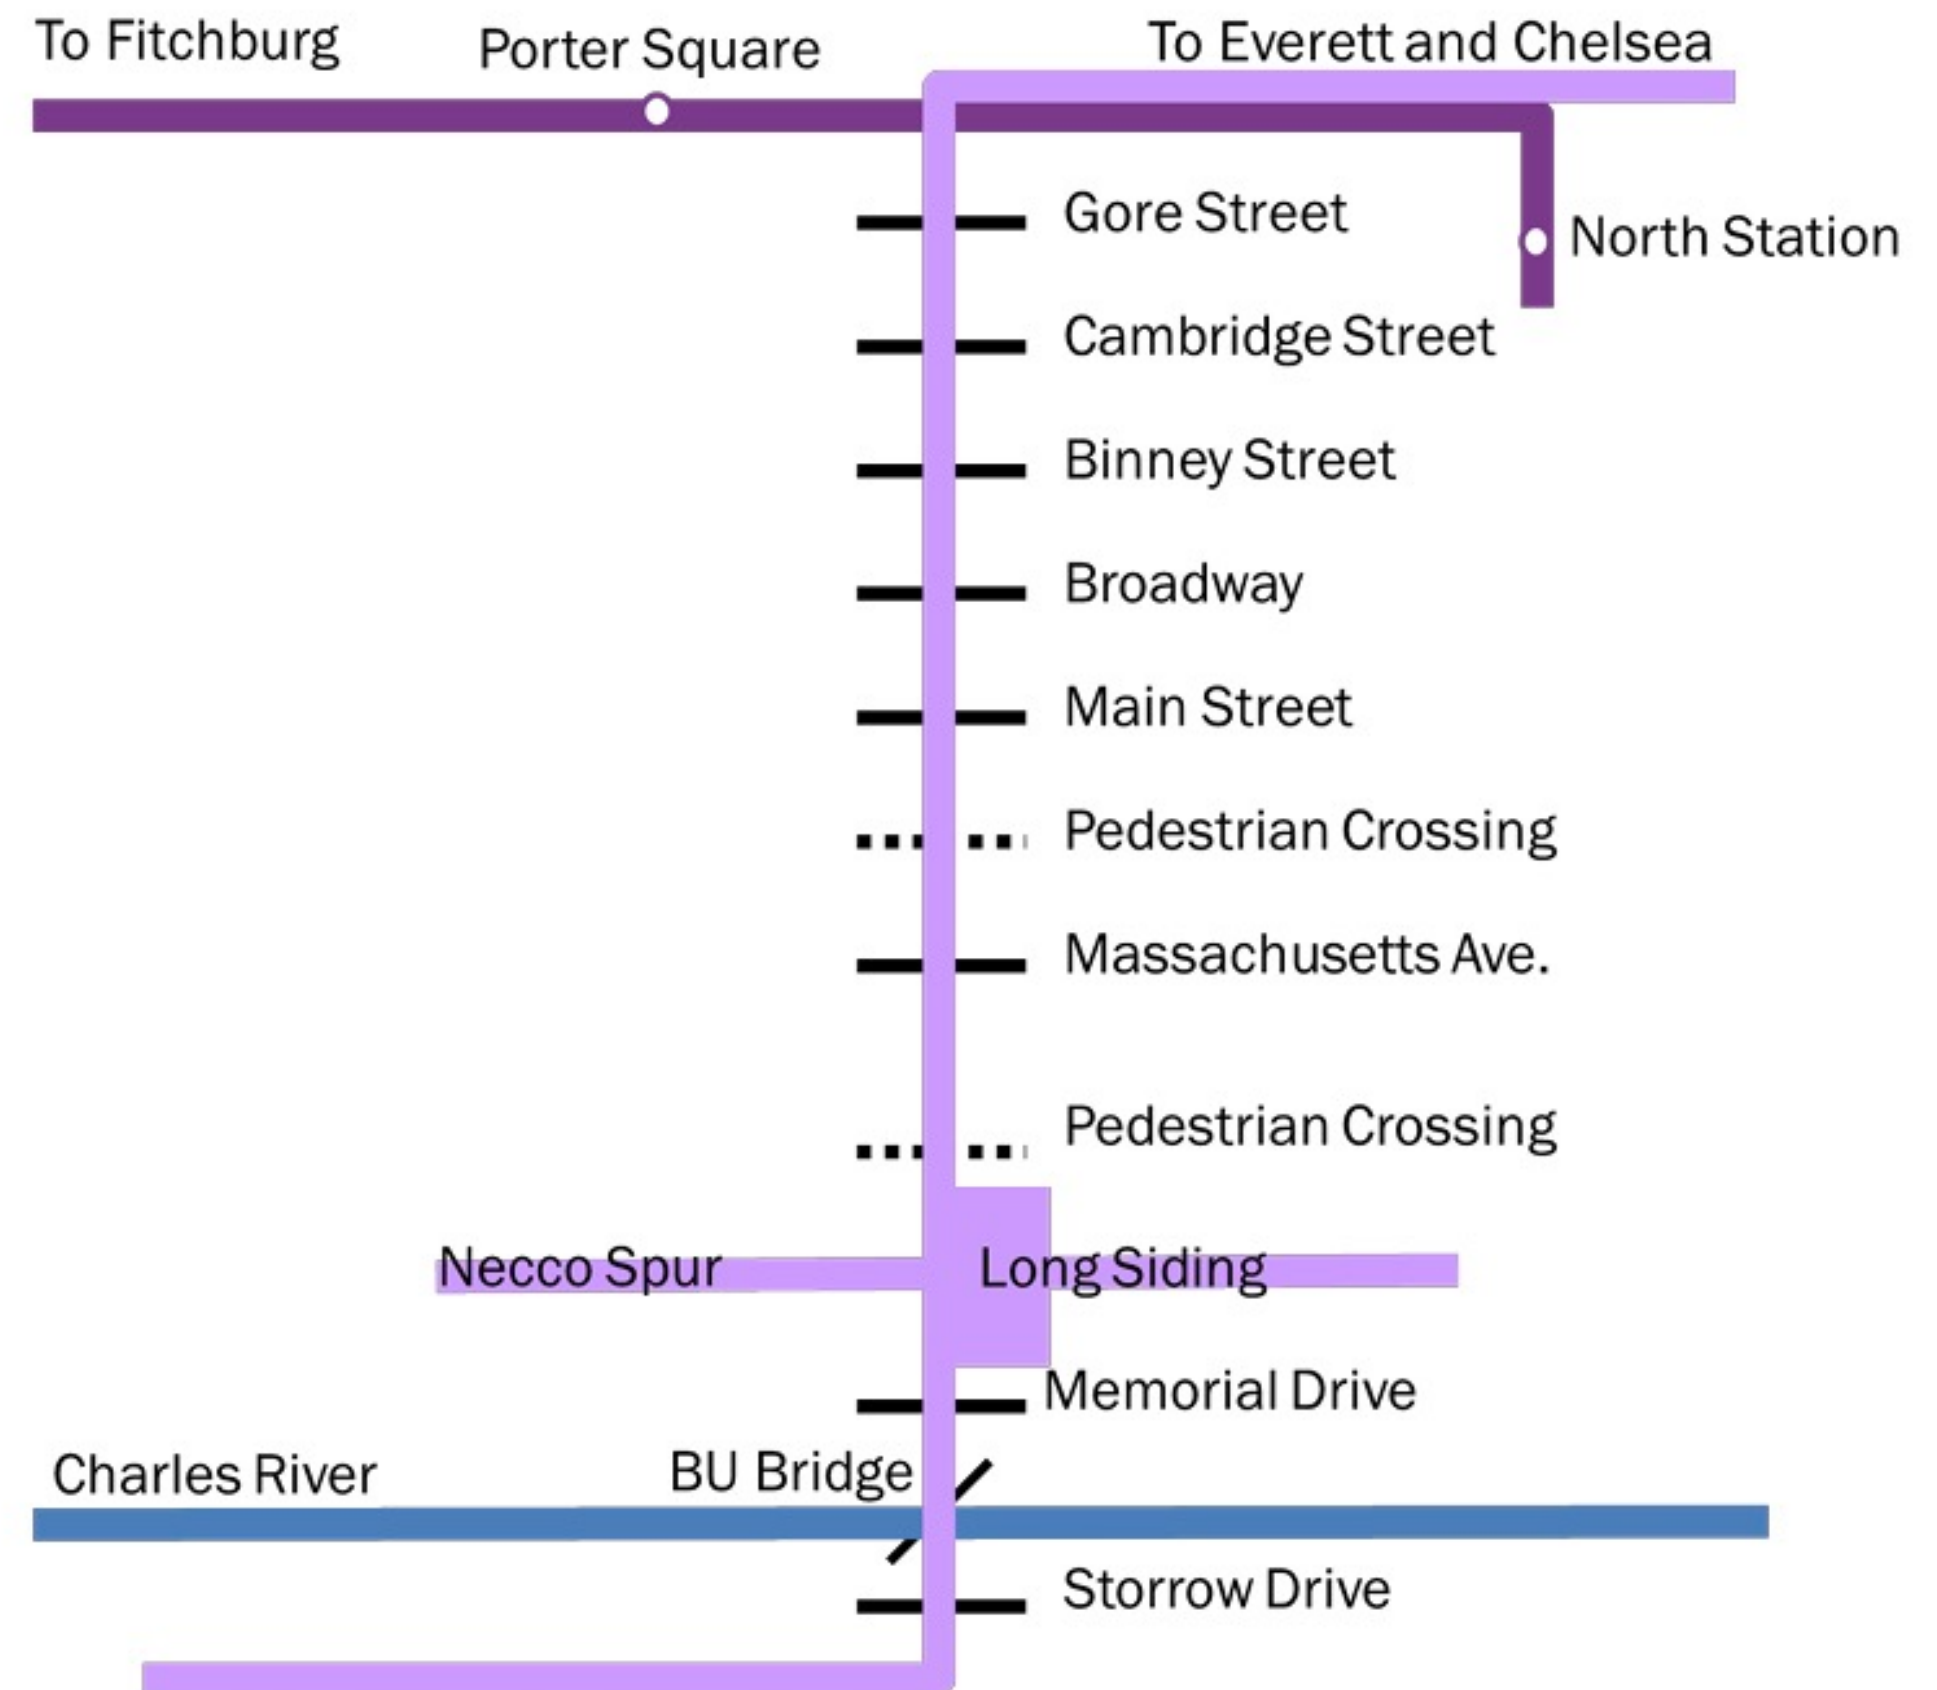 To Fitchburg
Porter Square
To Everett and Chelsea
Gore Street
North Station
Cambridge Street
Binney Street
Broadway
Main Street
Pedestrian Crossing
Massachusetts Ave.
Pedestrian Crossing
Necco Spur
Long Siding
Memorial Drive
Charles River
BU Bridge
Storrow Drive